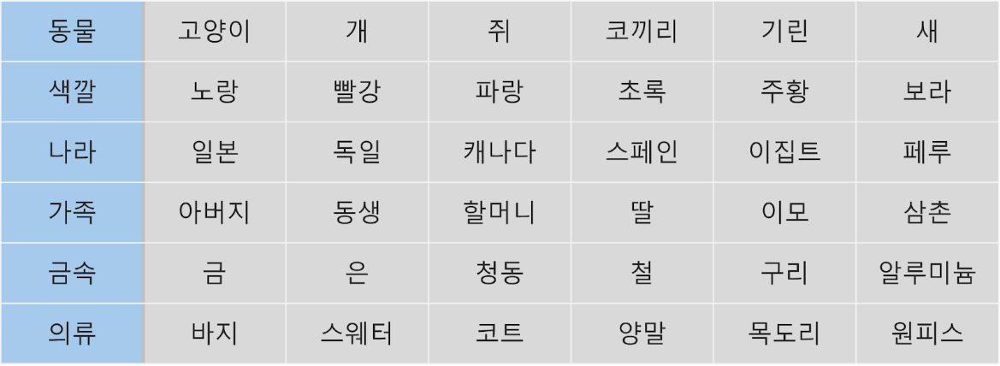 동물 고양이 개 쥐 코끼리 기린 새
색깔 노랑 빨강 파랑 초록 주황 보라
나라 일본 독일 캐나다 스페인 이집트 페루
가족 아버지 동생 할머니 딸 이모 삼촌
금속 금 은 청동 철 구리 알루미늄
의류 바지 스웨터 코트 양말 목도리 원피스